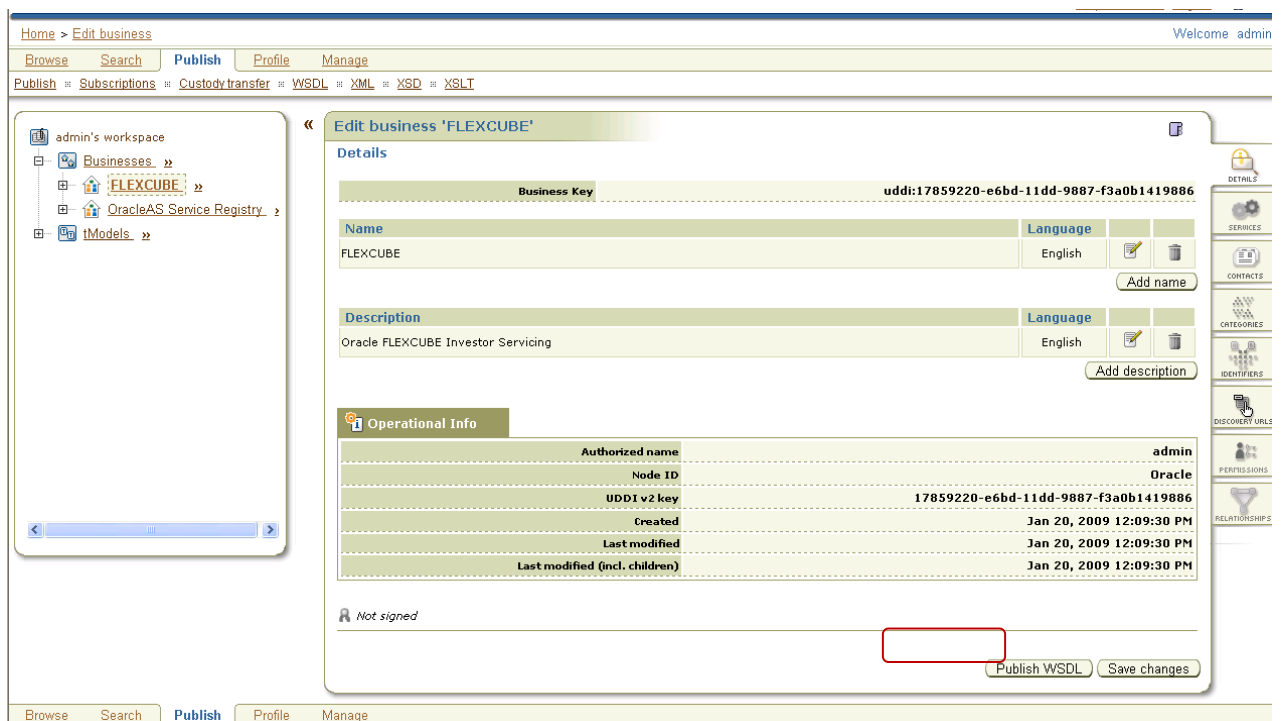 Home > Edit business
Welcome admin
Browse Search Publish Profile Manage
Publish Subscriptions Custody transfer WSDL XML XSD XSLT
admin's workspace
Businesses »
FLEXCUBE »
OracleAS Service Registry
tModels »
«
Edit business 'FLEXCUBE'
Details
Business Key uddi:17859220-e6bd-11dd-9887-f3a0b1419886
Name Language
FLEXCUBE English
Add name
Description Language
Oracle FLEXCUBE Investor Servicing English
Add description
Operational Info
Authorized name admin
Node ID Oracle
UDDI v2 key 17859220-e6bd-11dd-9887-f3a0b1419886
Created Jan 20, 2009 12:09:30 PM
Last modified Jan 20, 2009 12:09:30 PM
Last modified (incl. children) Jan 20, 2009 12:09:30 PM
Not signed
Publish WSDL Save changes
DETAILS
SERVICES
CONTACTS
CATEGORIES
IDENTIFIERS
DISCOVERY URLS
PERMISSIONS
RELATIONSHIPS
Browse Search Publish Profile Manage